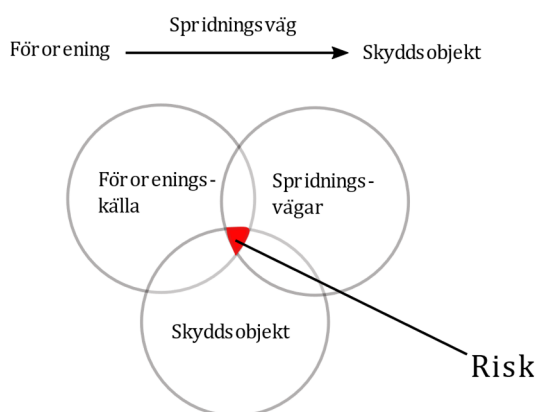 Spridningsväg
Förorening
Skyddsobjekt
Förorenings-
källa
Spridnings-
vägar
Skyddsobjekt
Risk